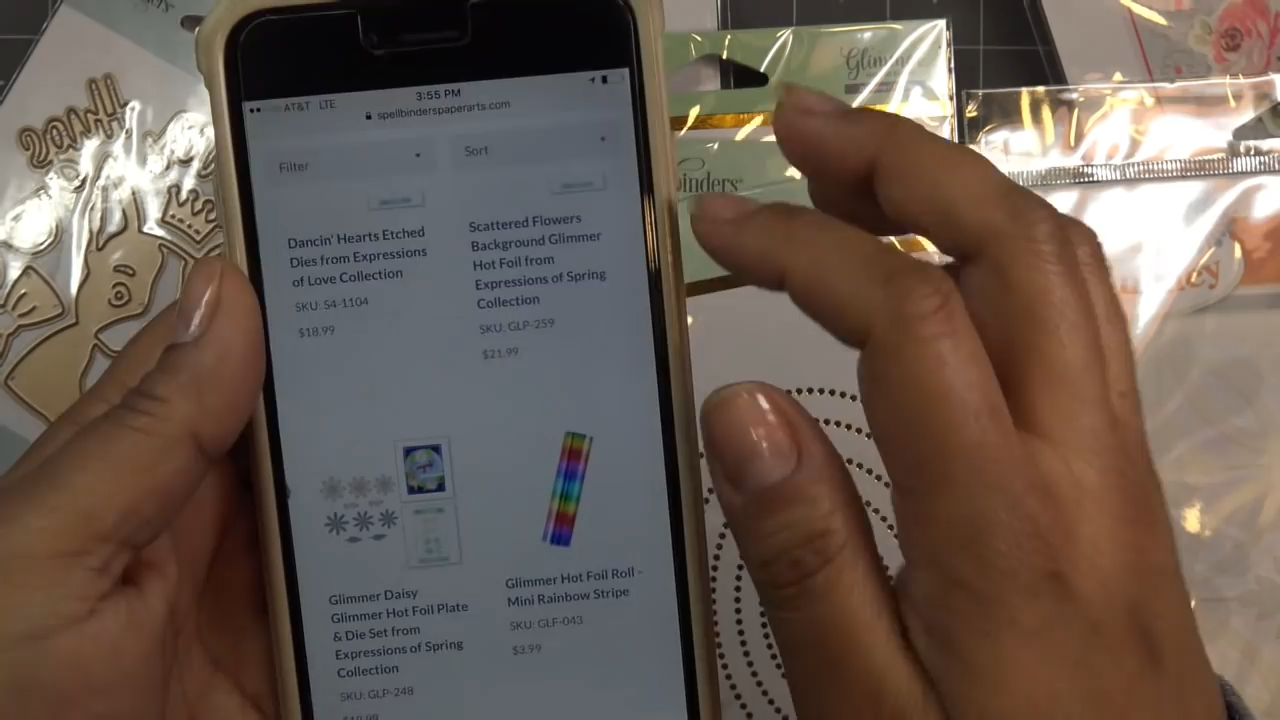 AT&T LTE
3:55 PM
spellbinderspaperarts.com
Filter
Sort
Dancin' Hearts Etched
Dies from Expressions
of Love Collection
SKU: 54-1104
$18.99
Scattered Flowers
Background Glimmer
Hot Foil from
Expressions of Spring
Collection
SKU: GLP-259
$21.99
Glimmer Daisy
Glimmer Hot Foil Plate
& Die Set from
Expressions of Spring
Collection
SKU: GLP-248
Glimmer Hot Foil Roll -
Mini Rainbow Stripe
SKU: GLF-043
$3.99
Glimm
binders